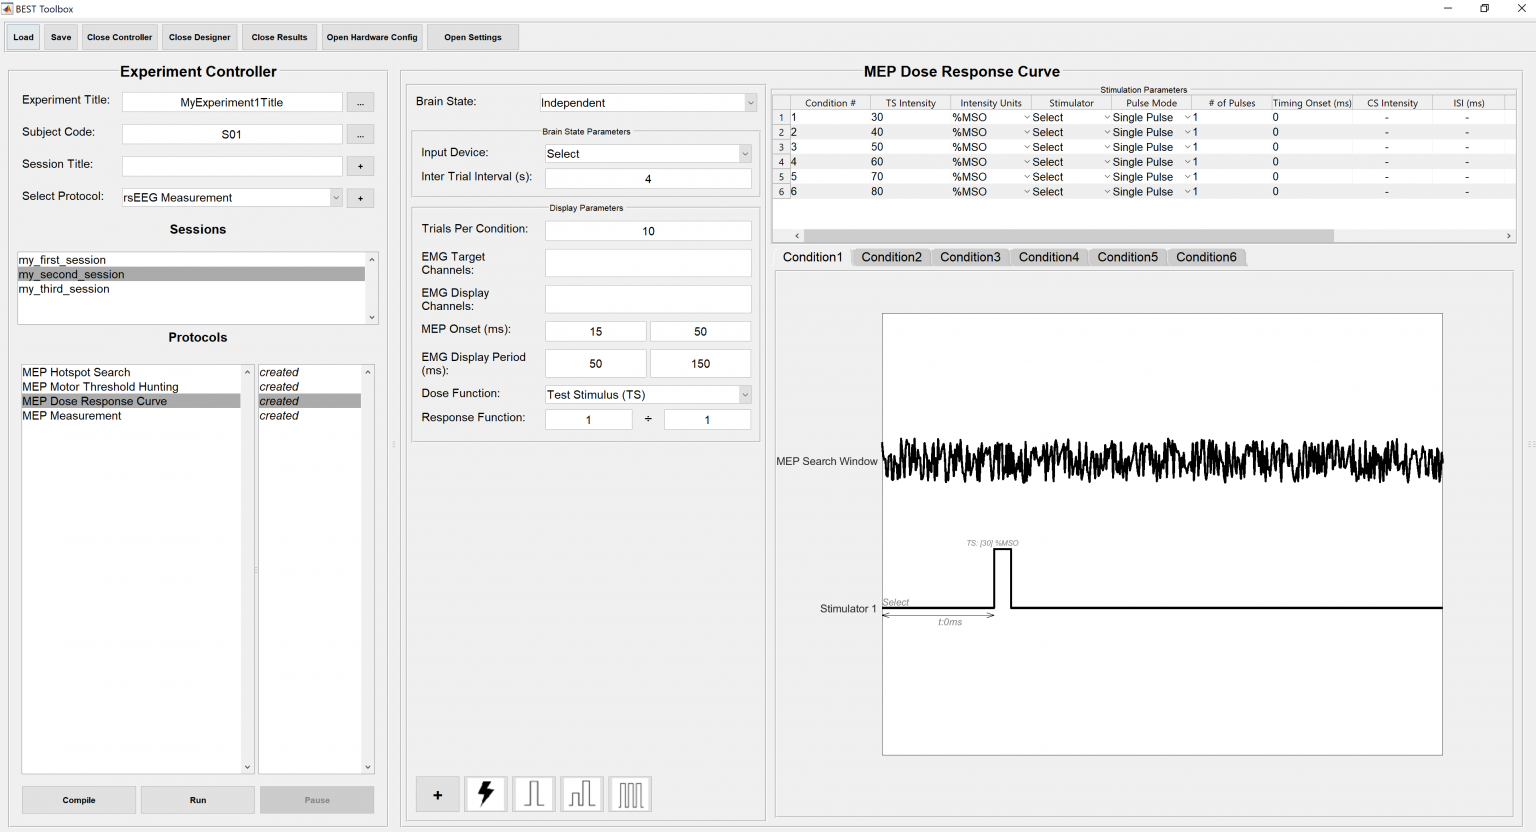 BEST Toolbox
Load Save Close Controller Close Designer Close Results Open Hardware Config Open Settings
Experiment Controller
Experiment Title: MyExperiment1Title ...
Subject Code: S01 ...
Session Title: +
Select Protocol: rsEEG Measurement +
Sessions
my_first_session
my_second_session
my_third_session
Protocols
MEP Hotspot Search created
MEP Motor Threshold Hunting created
MEP Dose Response Curve created
MEP Measurement created
Compile Run Pause
MEP Dose Response Curve
Brain State: Independent
Brain State Parameters
Input Device: Select
Inter Trial Interval (s): 4
Display Parameters
Trials Per Condition: 10
EMG Target
Channels:
EMG Display
Channels:
MEP Onset (ms): 15 50
EMG Display Period
(ms): 50 150
Dose Function: Test Stimulus (TS)
Response Function: 1 ÷ 1
+
Stimulation Parameters
Condition # TS Intensity Intensity Units Stimulator Pulse Mode # of Pulses Timing Onset (ms) CS Intensity ISI (ms)
1 1 30 %MSO Select Single Pulse 1 0 - -
2 2 40 %MSO Select Single Pulse 1 0 - -
3 3 50 %MSO Select Single Pulse 1 0 - -
4 4 60 %MSO Select Single Pulse 1 0 - -
5 5 70 %MSO Select Single Pulse 1 0 - -
6 6 80 %MSO Select Single Pulse 1 0 - -
Condition1 Condition2 Condition3 Condition4 Condition5 Condition6
MEP Search Window
TS: [30] %MSO
Select
Stimulator 1
t:0ms